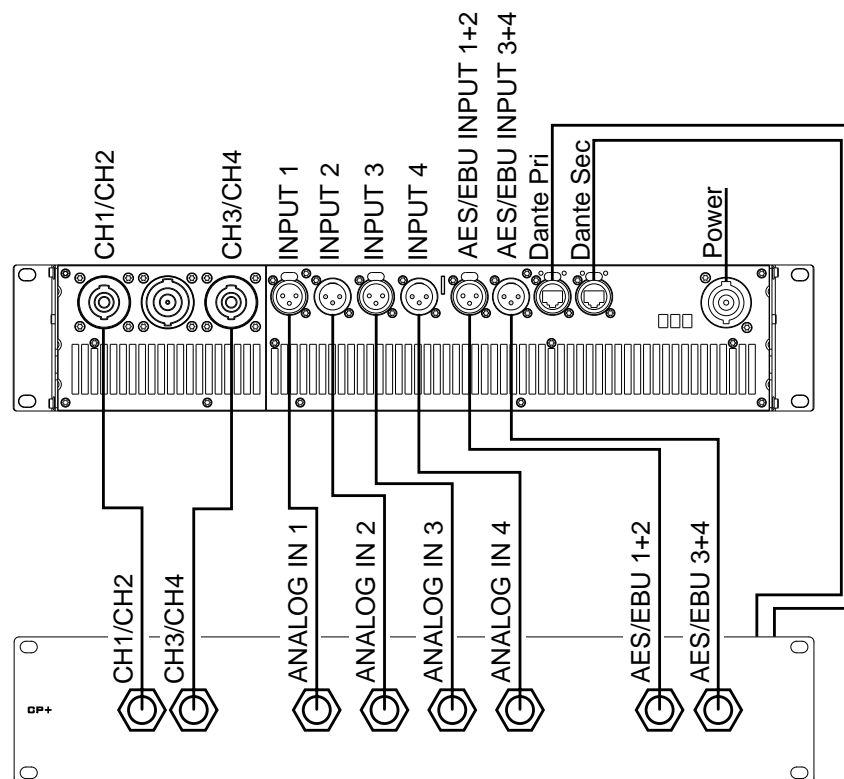 CH1/CH2
CH3/CH4
INPUT 1
INPUT 2
INPUT 3
INPUT 4
AES/EBU INPUT 1+2
AES/EBU INPUT 3+4
Dante Pri
Dante Sec
Power
CH1/CH2
CH3/CH4
ANALOG IN 1
ANALOG IN 2
ANALOG IN 3
ANALOG IN 4
AES/EBU 1+2
AES/EBU 3+4
CP+